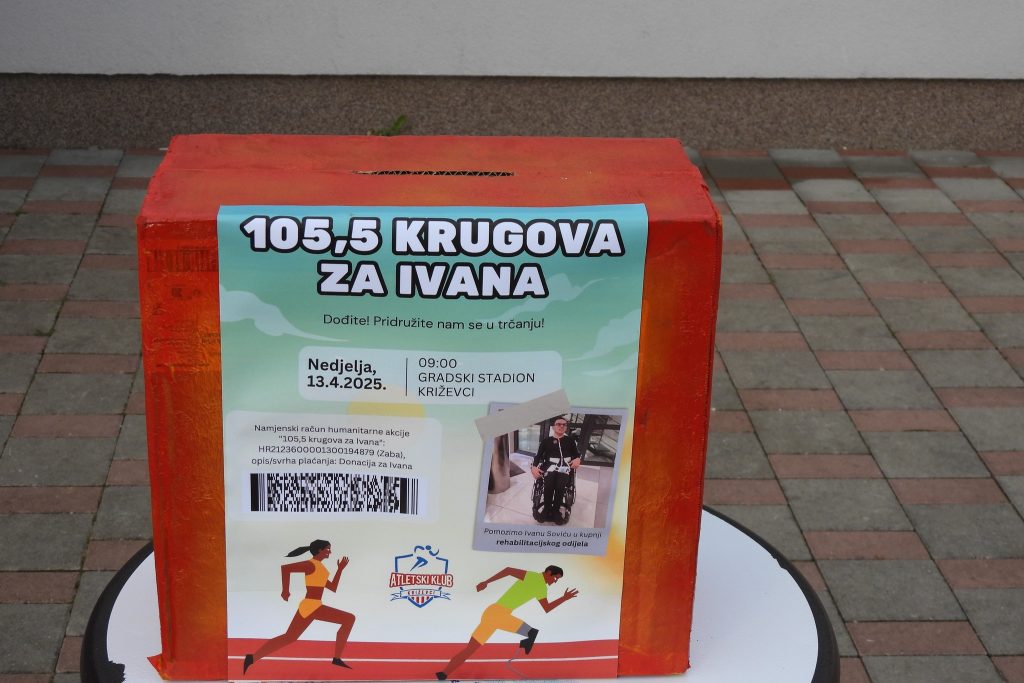 105,5 KRUGOVA
ZA IVANA
Dođite! Pridružite nam se u trčanju!
Nedjelja,
13.4.2025.
09:00
GRADSKI STADION
KRIŽEVCI
Namjenski račun humanitarne akcije
"105,5 krugova za Ivana":
HR2123600001300194879 (Zaba),
opis/svrha plaćanja: Donacija za Ivana
Pomozimo Ivanu Soviću u kupnji
rehabilitacijskog odijela
ATLETSKI KLUB
KRIŽEVCI